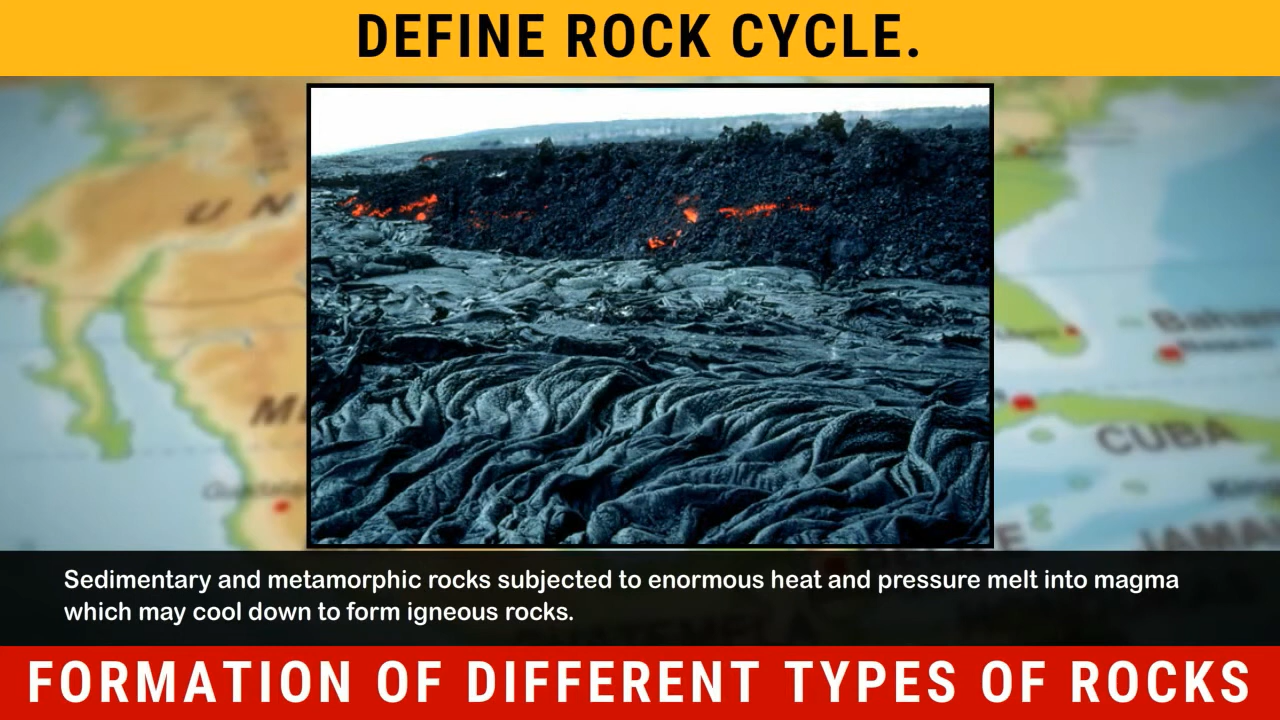 DEFINE ROCK CYCLE.
U N
CUBA
Sedimentary and metamorphic rocks subjected to enormous heat and pressure melt into magma
which may cool down to form igneous rocks.
FORMATION OF DIFFERENT TYPES OF ROCKS